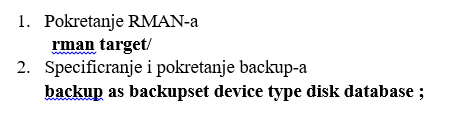 1. Pokretanje RMAN-a
rman target/
2. Specificranje i pokretanje backup-a
backup as backupset device type disk database ;